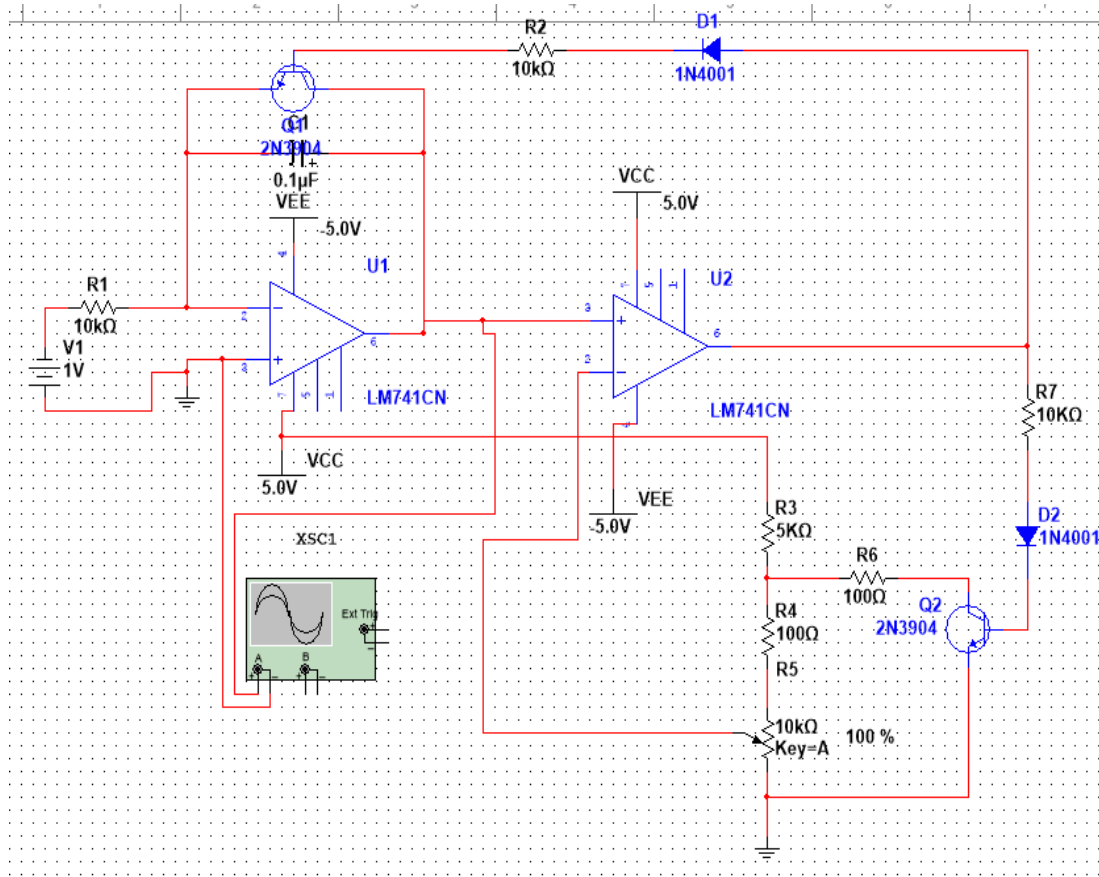 D1
R2
10kΩ
1N4001
Q1
C1
2N3904
0.1µF
VEE
-5.0V
VCC
5.0V
U1
U2
R1
10kΩ
V1
1V
LM741CN
LM741CN
R7
10KΩ
VCC
5.0V
VEE
-5.0V
R3
5KΩ
D2
1N4001
XSC1
R6
100Ω
Q2
2N3904
Ext Trig
R4
100Ω
A
B
R5
10kΩ
Key=A
100 %